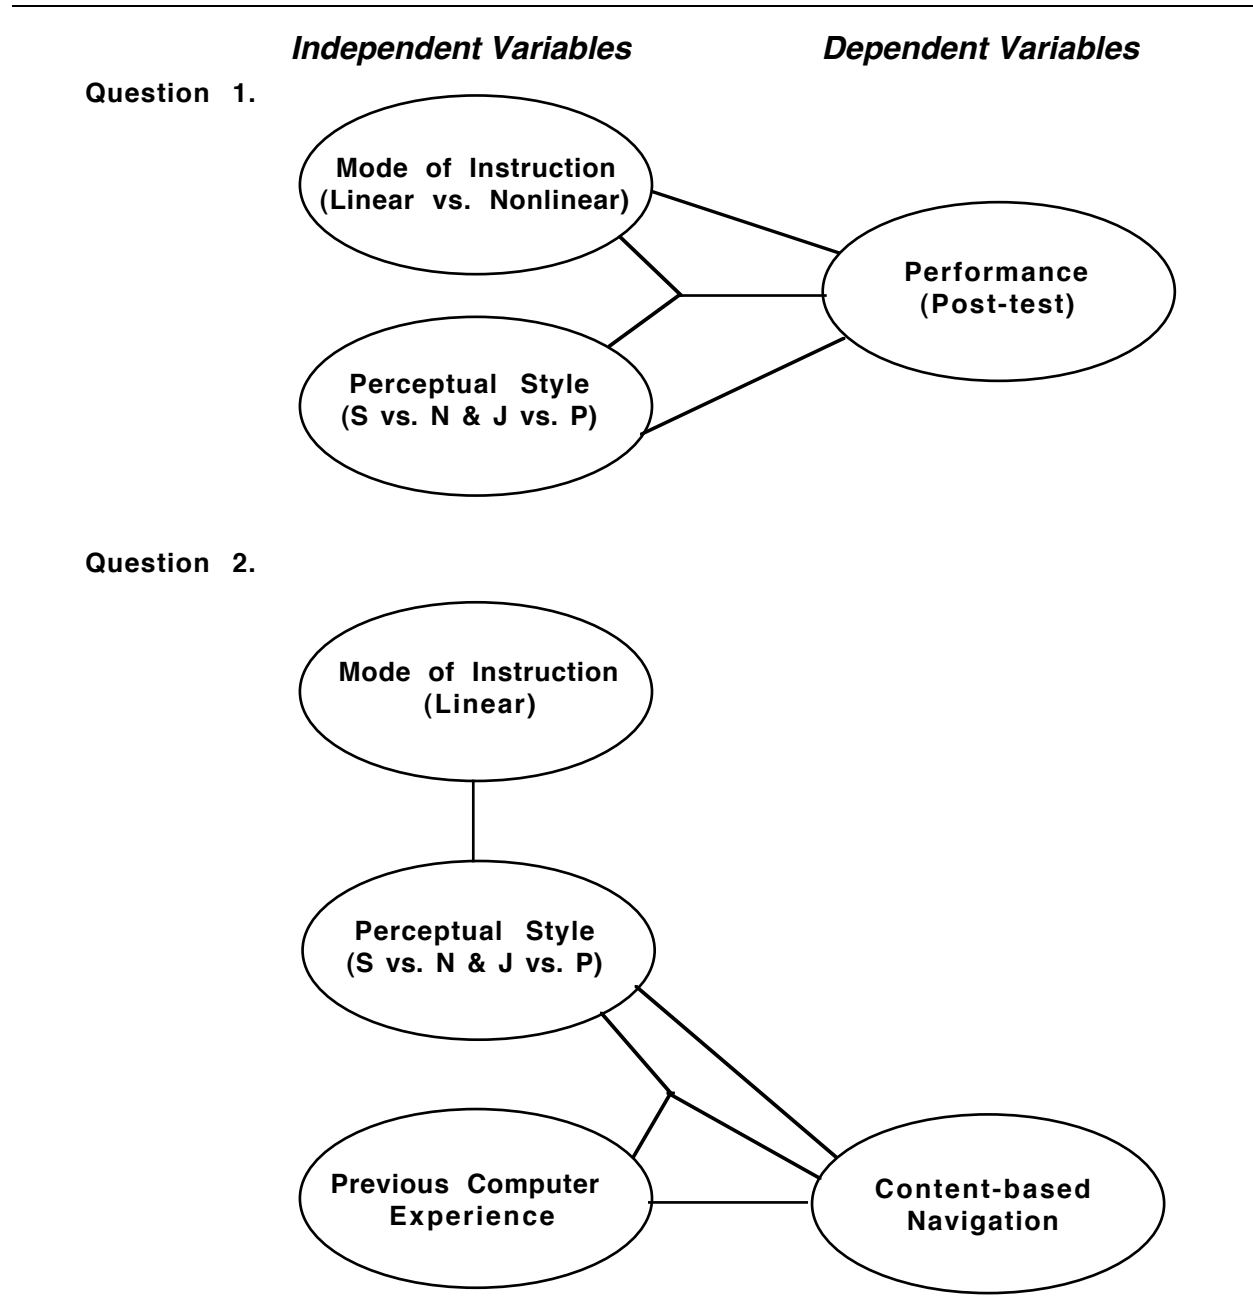 Independent Variables
Dependent Variables
Question 1.
Mode of Instruction
(Linear vs. Nonlinear)
Performance
(Post-test)
Perceptual Style
(S vs. N & J vs. P)
Question 2.
Mode of Instruction
(Linear)
Perceptual Style
(S vs. N & J vs. P)
Previous Computer
Experience
Content-based
Navigation